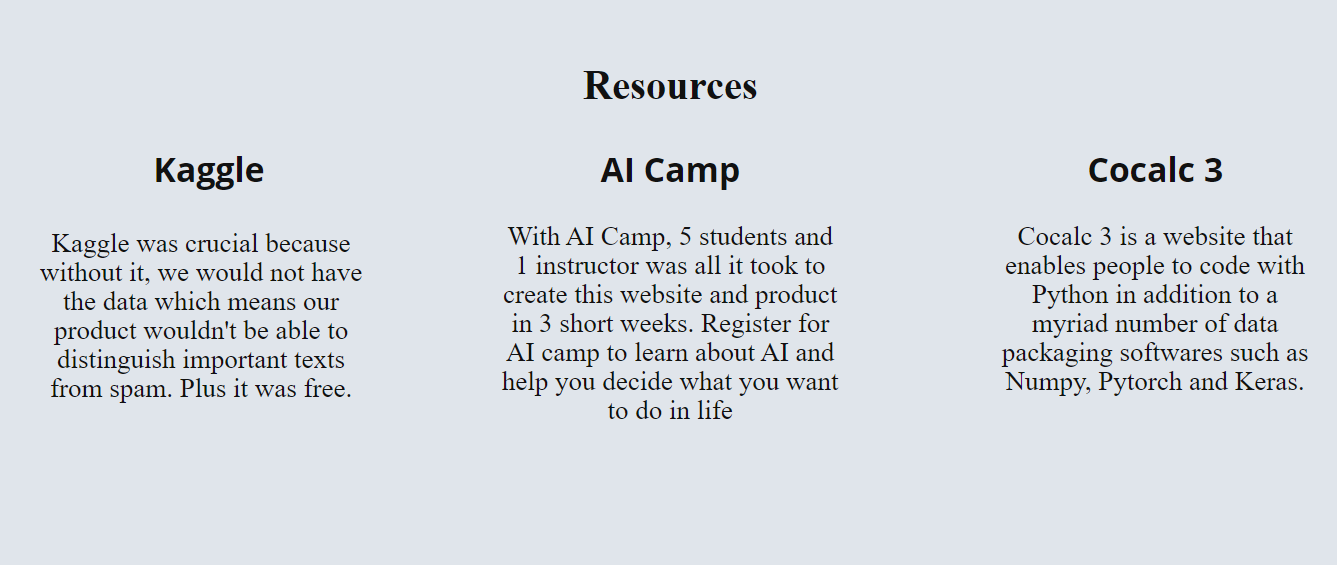 Resources
Kaggle
Kaggle was crucial because
without it, we would not have
the data which means our
product wouldn't be able to
distinguish important texts
from spam. Plus it was free.
AI Camp
With AI Camp, 5 students and
1 instructor was all it took to
create this website and product
in 3 short weeks. Register for
AI camp to learn about AI and
help you decide what you want
to do in life
Cocalc 3
Cocalc 3 is a website that
enables people to code with
Python in addition to a
myriad number of data
packaging softwares such as
Numpy, Pytorch and Keras.